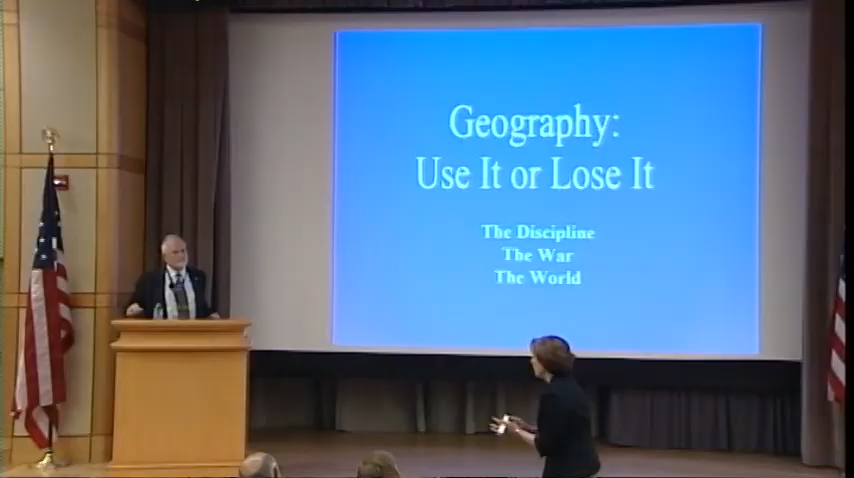 Geography:
Use It or Lose It
The Discipline
The War
The World